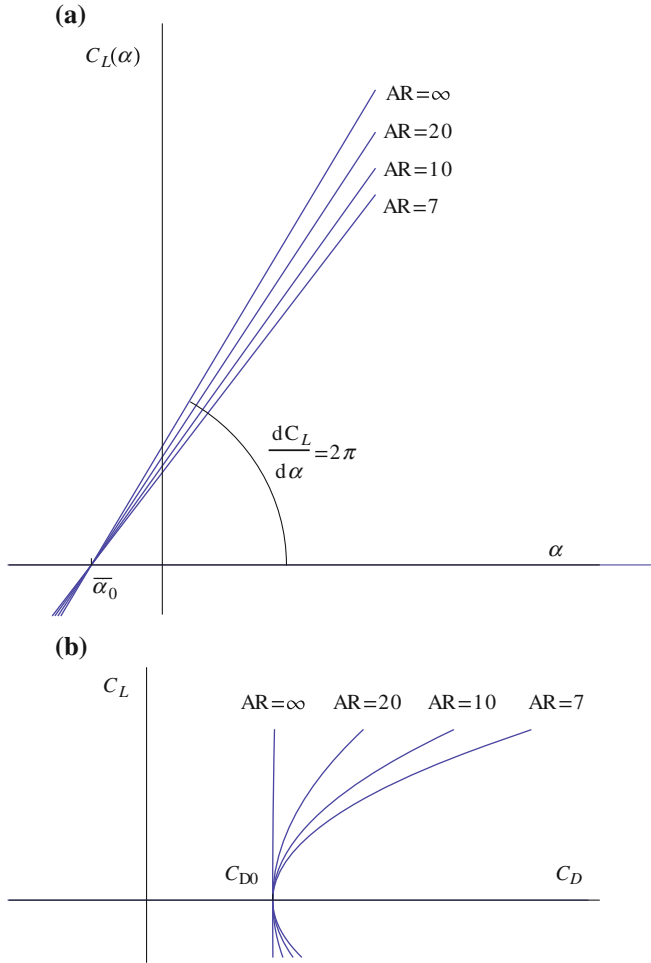 (a)
C_L(α)
AR=∞
AR=20
AR=10
AR=7
dC_L/dα=2π
α
α̅₀
(b)
C_L
AR=∞ AR=20 AR=10 AR=7
C_D0 C_D